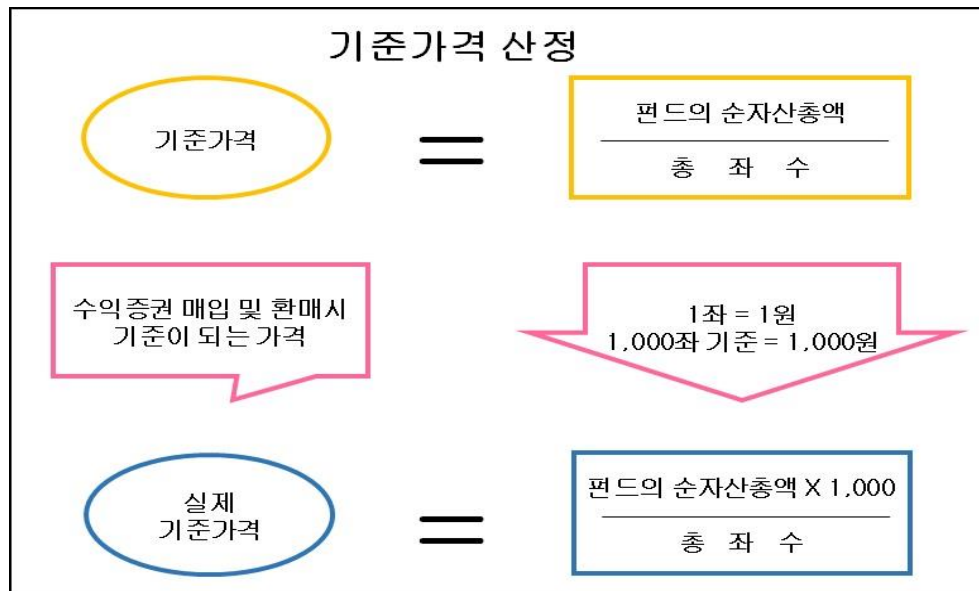 기준가격 산정
기준가격
=
펀드의 순자산총액
총 좌 수
수익증권 매입 및 환매시
기준이 되는 가격
1좌 = 1원
1,000좌 기준 = 1,000원
실제
기준가격
=
펀드의 순자산총액 X 1,000
총 좌 수